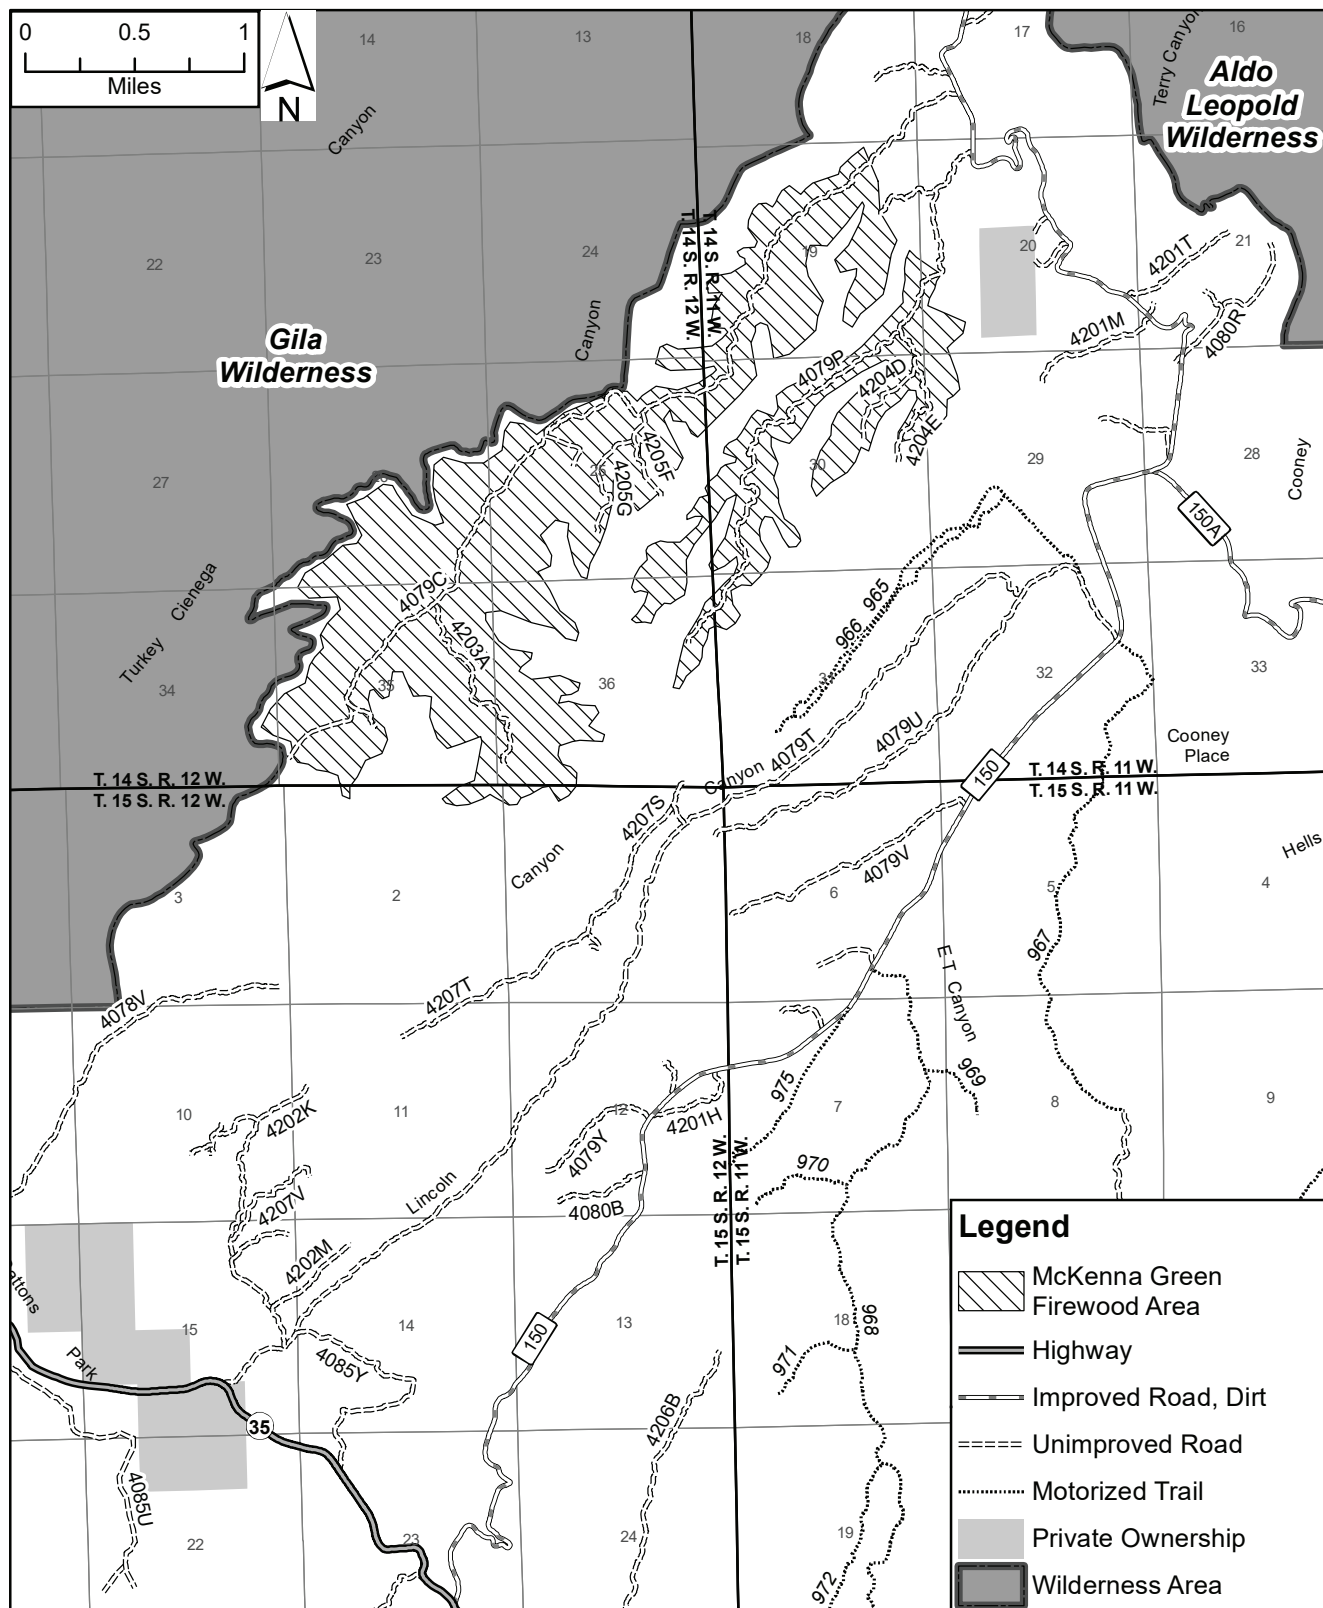 0 0.5 1
Miles
N
14
13
18
17
16
Canyon
Terry Canyon
Aldo
Leopold
Wilderness
22
23
24
19
20
21
T. 14 S. R. 12 W.
T. 14 S. R. 11 W.
Canyon
4201T
4201M
4080R
Gila
Wilderness
4079P
4204D
4204E
27
26
25
30
29
28
4205F
4205G
Cooney
150A
Turkey Cienega
4079C
4203A
965
966
34
35
36
32
33
4079T
4079U
Canyon
150
Cooney
Place
T. 14 S. R. 12 W.
T. 15 S. R. 12 W.
T. 14 S. R. 11 W.
T. 15 S. R. 11 W.
4207S
Canyon
4079V
Hells
3
2
1
6
5
4
967
E T Canyon
4078V
4207T
975
969
10
11
12
7
8
9
4202K
4201H
4079Y
970
T. 15 S. R. 12 W.
T. 15 S. R. 11 W.
4207V
Lincoln
4080B
4202M
Park
15
14
13
18
968
971
150
4085Y
35
4206B
4085U
22
23
24
19
972
Legend
McKenna Green
Firewood Area
Highway
Improved Road, Dirt
Unimproved Road
Motorized Trail
Private Ownership
Wilderness Area